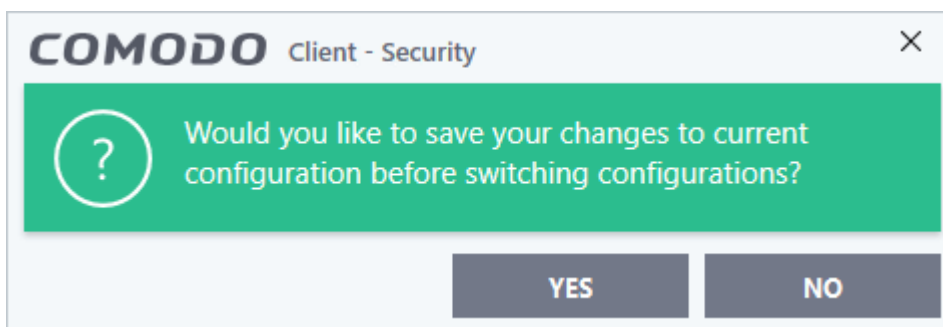 COMODO Client - Security
?
Would you like to save your changes to current
configuration before switching configurations?
YES NO